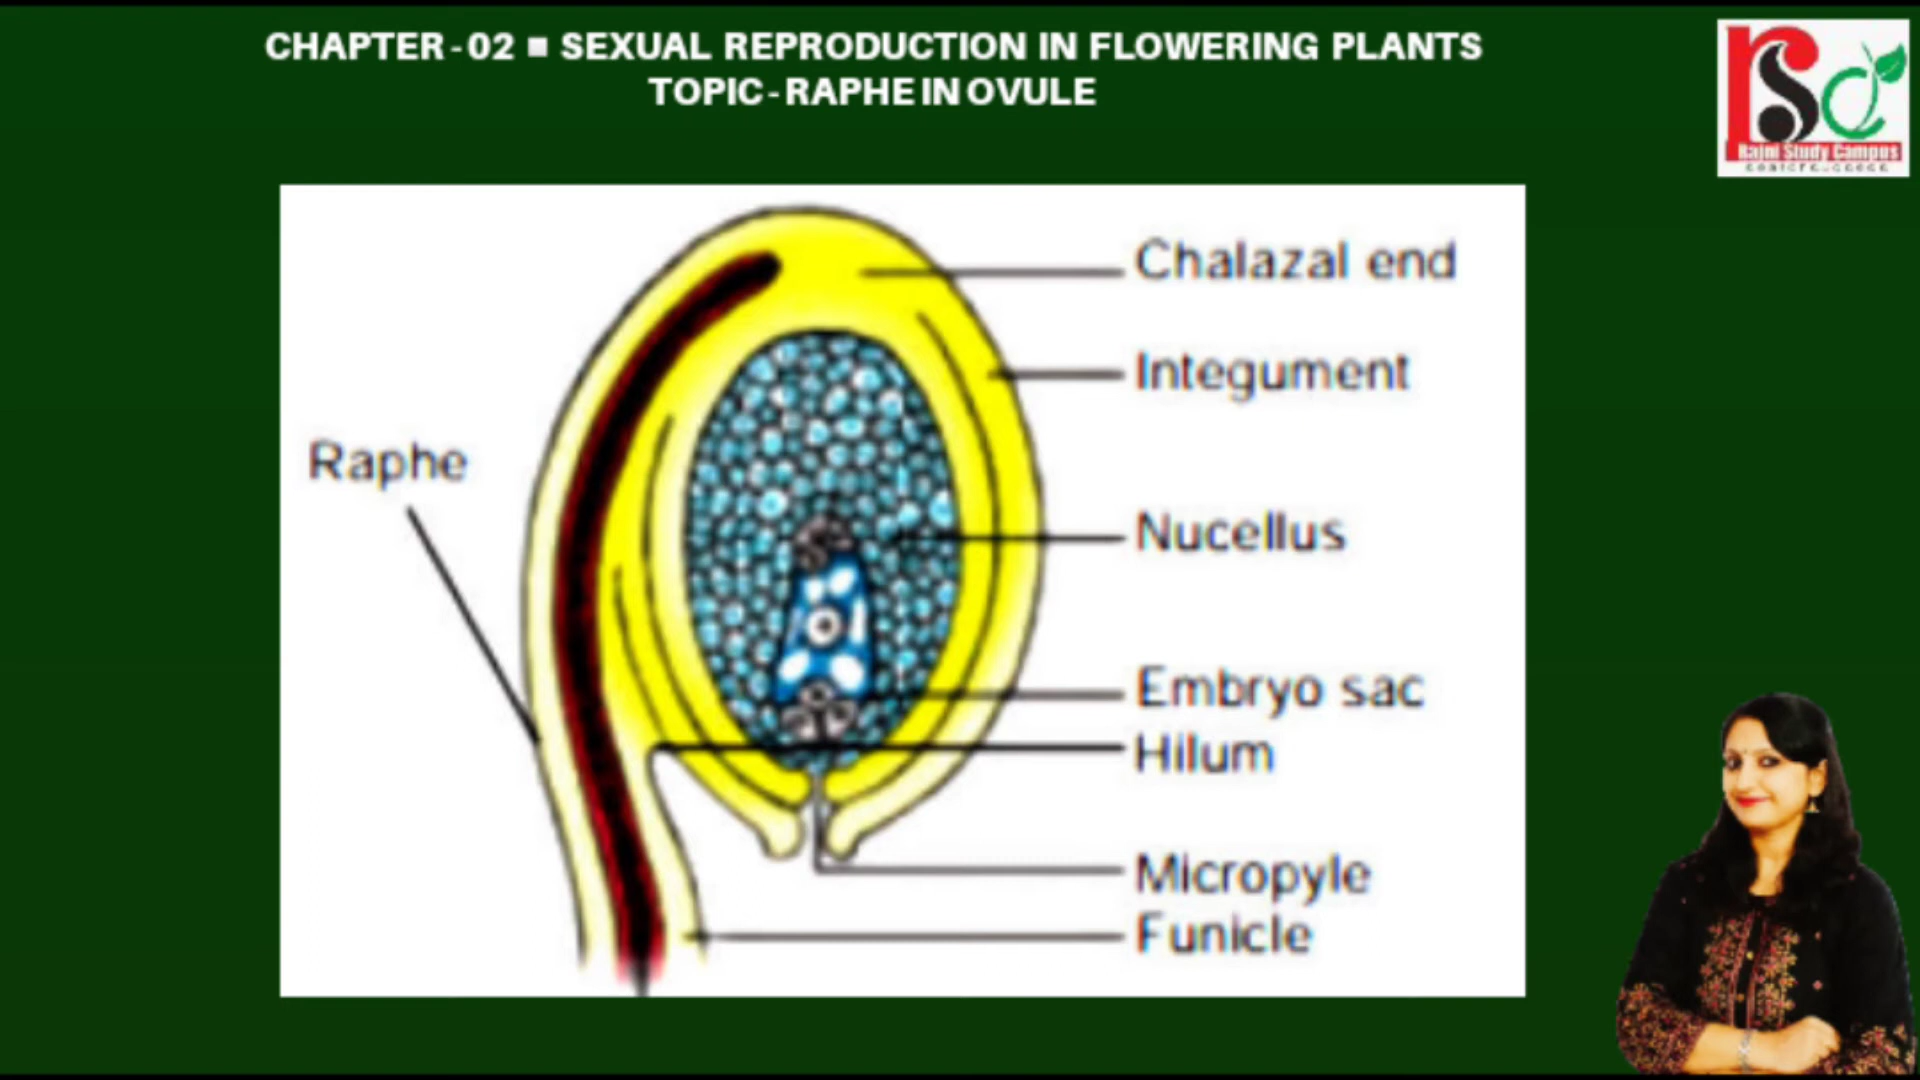 CHAPTER-02 ▪ SEXUAL REPRODUCTION IN FLOWERING PLANTS
TOPIC-RAPHE IN OVULE
rsc
Rajni Study Campus
Chalazal end
Integument
Raphe
Nucellus
Embryo sac
Hilum
Micropyle
Funicle